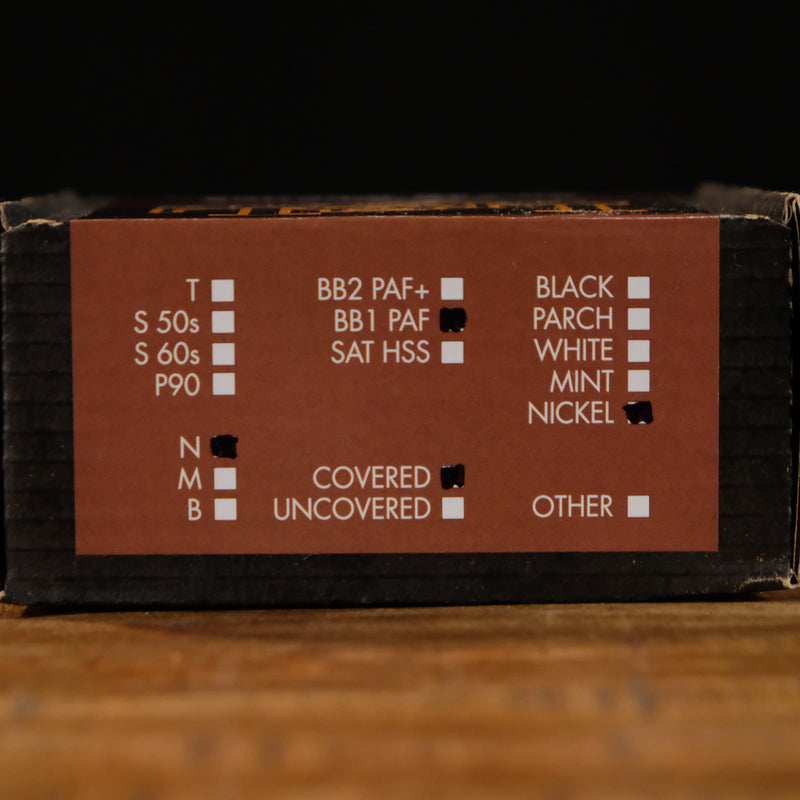 T
S 50s
S 60s
P90
N
M
B
BB2 PAF+
BB1 PAF
SAT HSS
COVERED
UNCOVERED
BLACK
PARCH
WHITE
MINT
NICKEL
OTHER